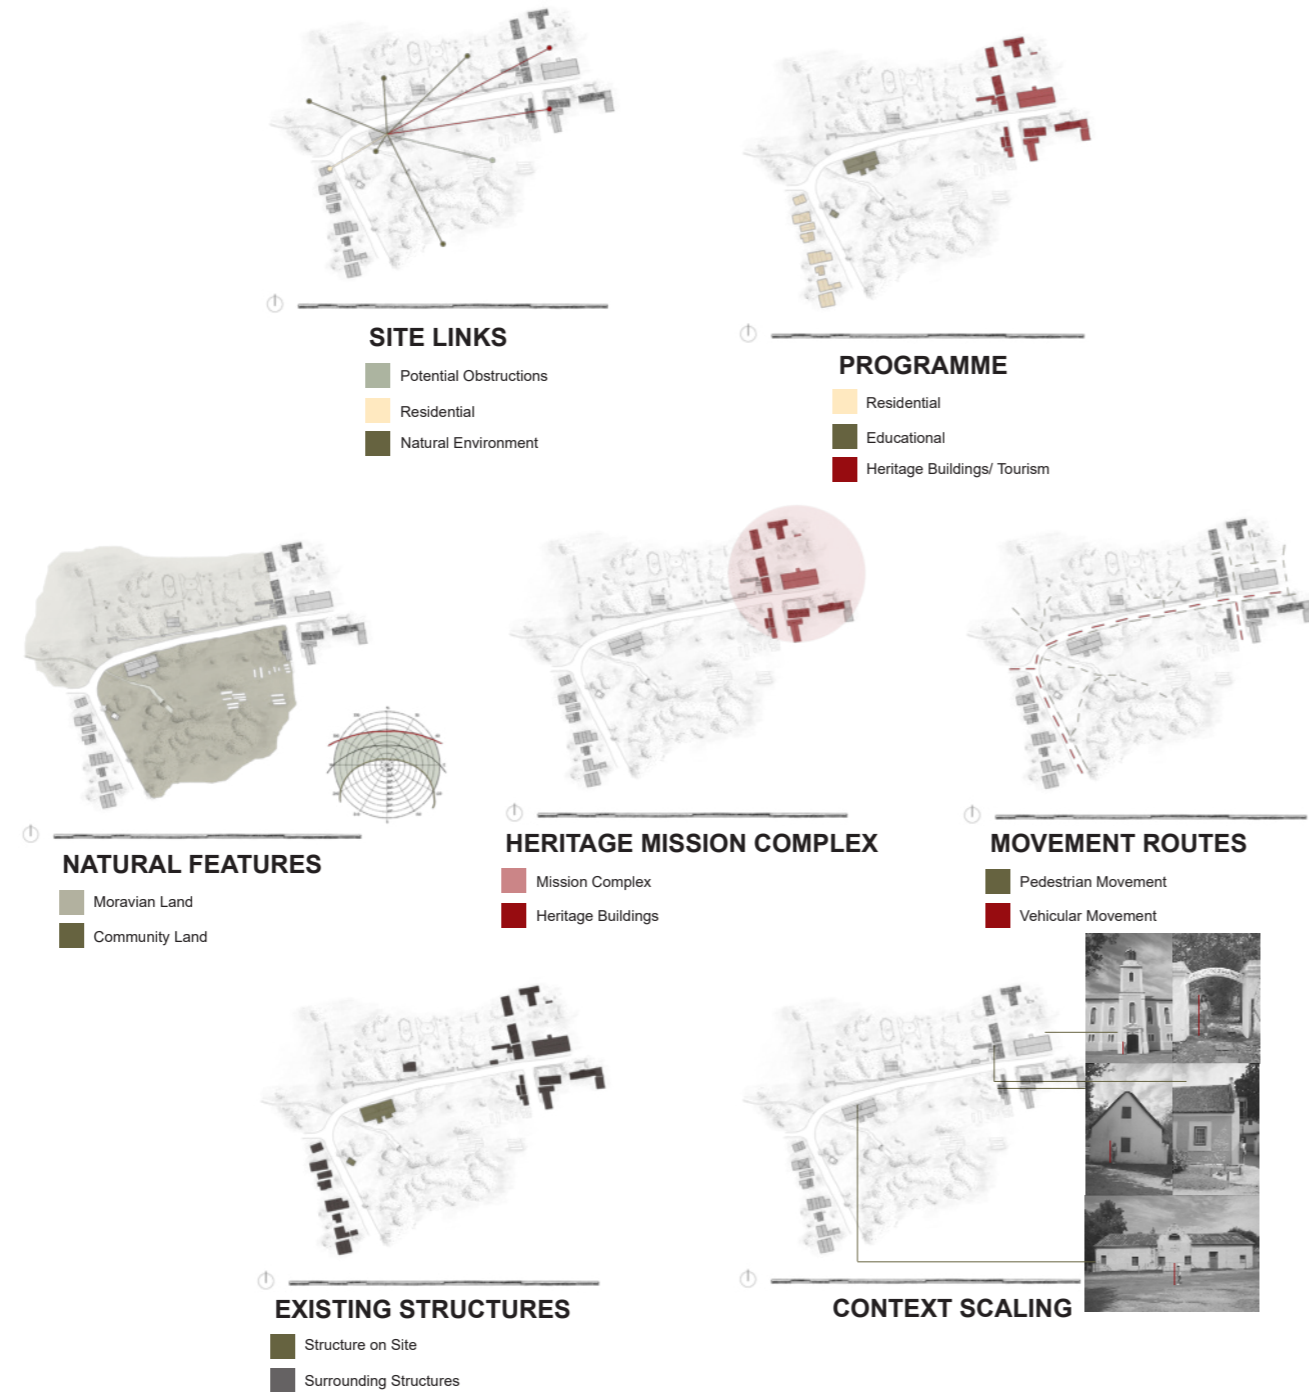 SITE LINKS
Potential Obstructions
Residential
Natural Environment
PROGRAMME
Residential
Educational
Heritage Buildings/ Tourism
NATURAL FEATURES
Moravian Land
Community Land
HERITAGE MISSION COMPLEX
Mission Complex
Heritage Buildings
MOVEMENT ROUTES
Pedestrian Movement
Vehicular Movement
EXISTING STRUCTURES
Structure on Site
Surrounding Structures
CONTEXT SCALING